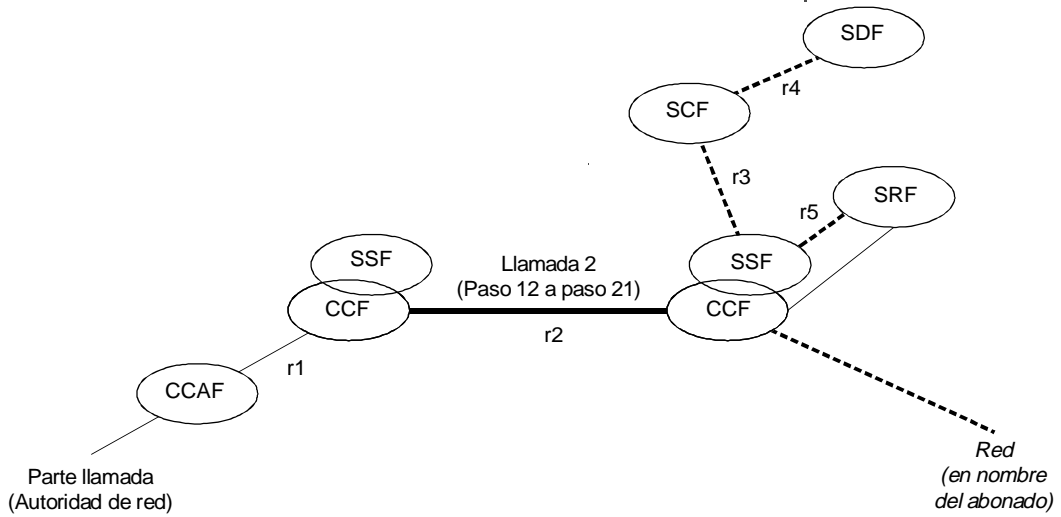 SDF
r4
SCF
r3
SRF
r5
SSF
Llamada 2
(Paso 12 a paso 21)
SSF
CCF
CCF
r2
r1
CCAF
Parte llamada
(Autoridad de red)
Red
(en nombre
del abonado)